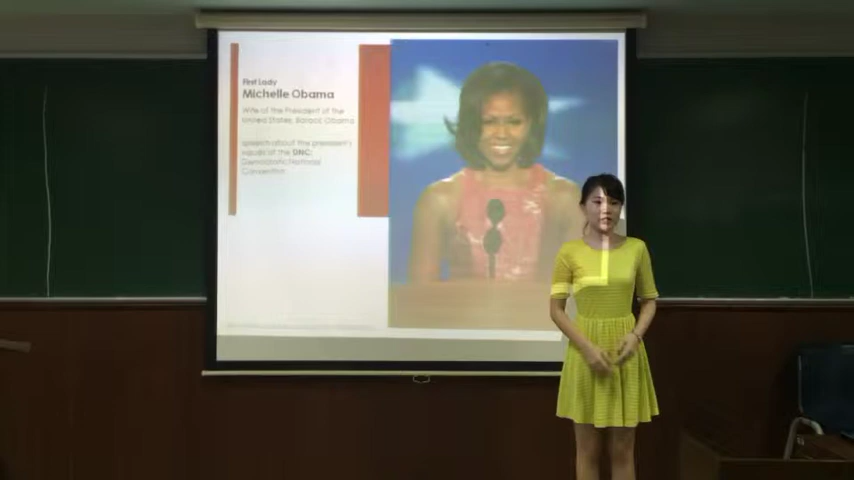 First Lady
Michelle Obama
Wife of the President of the
United States, Barack Obama
speech about the president's
values at the DNC:
Democratic National
Convention